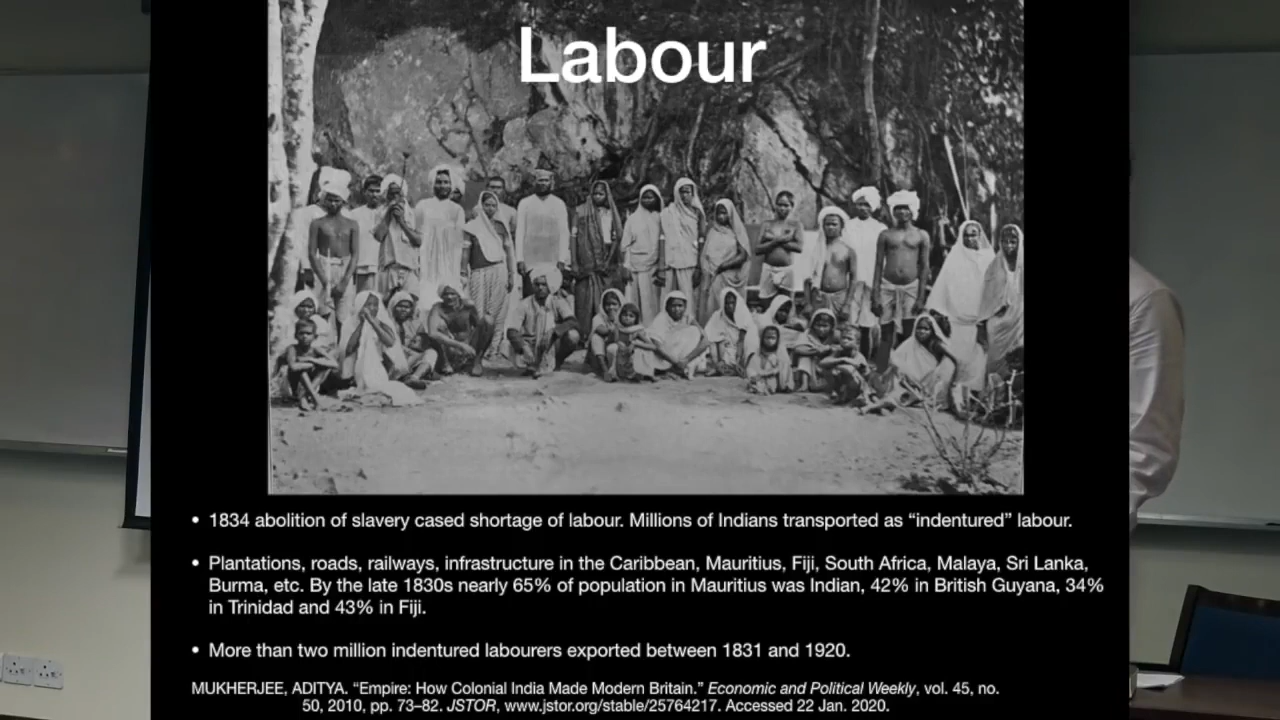 Labour
• 1834 abolition of slavery cased shortage of labour. Millions of Indians transported as “indentured” labour.
• Plantations, roads, railways, infrastructure in the Caribbean, Mauritius, Fiji, South Africa, Malaya, Sri Lanka,
Burma, etc. By the late 1830s nearly 65% of population in Mauritius was Indian, 42% in British Guyana, 34%
in Trinidad and 43% in Fiji.
• More than two million indentured labourers exported between 1831 and 1920.
MUKHERJEE, ADITYA. “Empire: How Colonial India Made Modern Britain.” Economic and Political Weekly, vol. 45, no.
50, 2010, pp. 73–82. JSTOR, www.jstor.org/stable/25764217. Accessed 22 Jan. 2020.